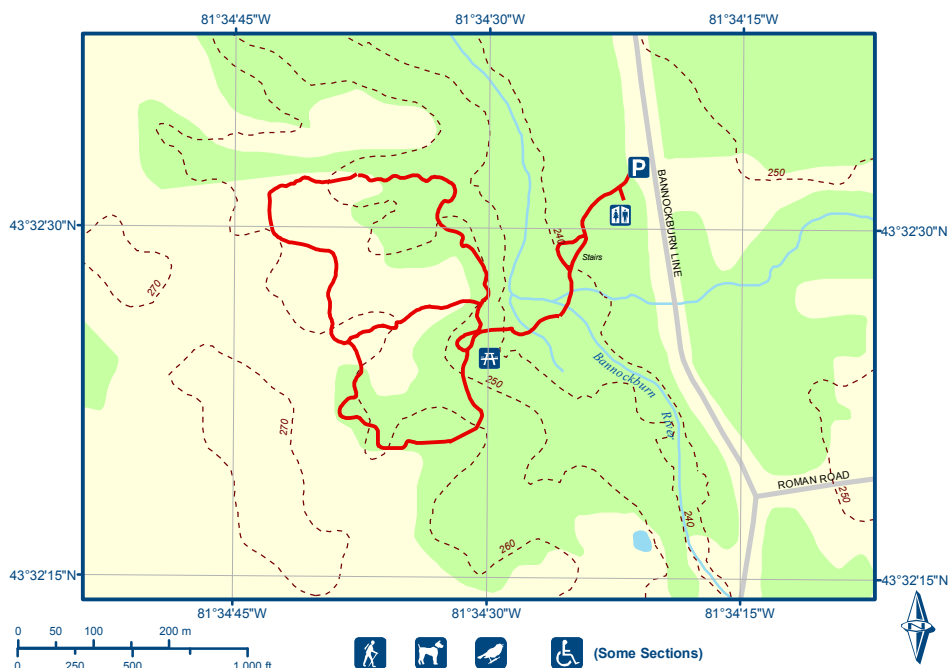 81°34'45"W 81°34'30"W 81°34'15"W
P
250
BANNOCKBURN LINE
43°32'30"N 43°32'30"N
240
Stairs
270
Bannockburn
250
River
270
ROMAN ROAD
250
240
260
43°32'15"N 43°32'15"N
81°34'45"W 81°34'30"W 81°34'15"W
0 50 100 200 m
0 250 500 1,000 ft
(Some Sections)